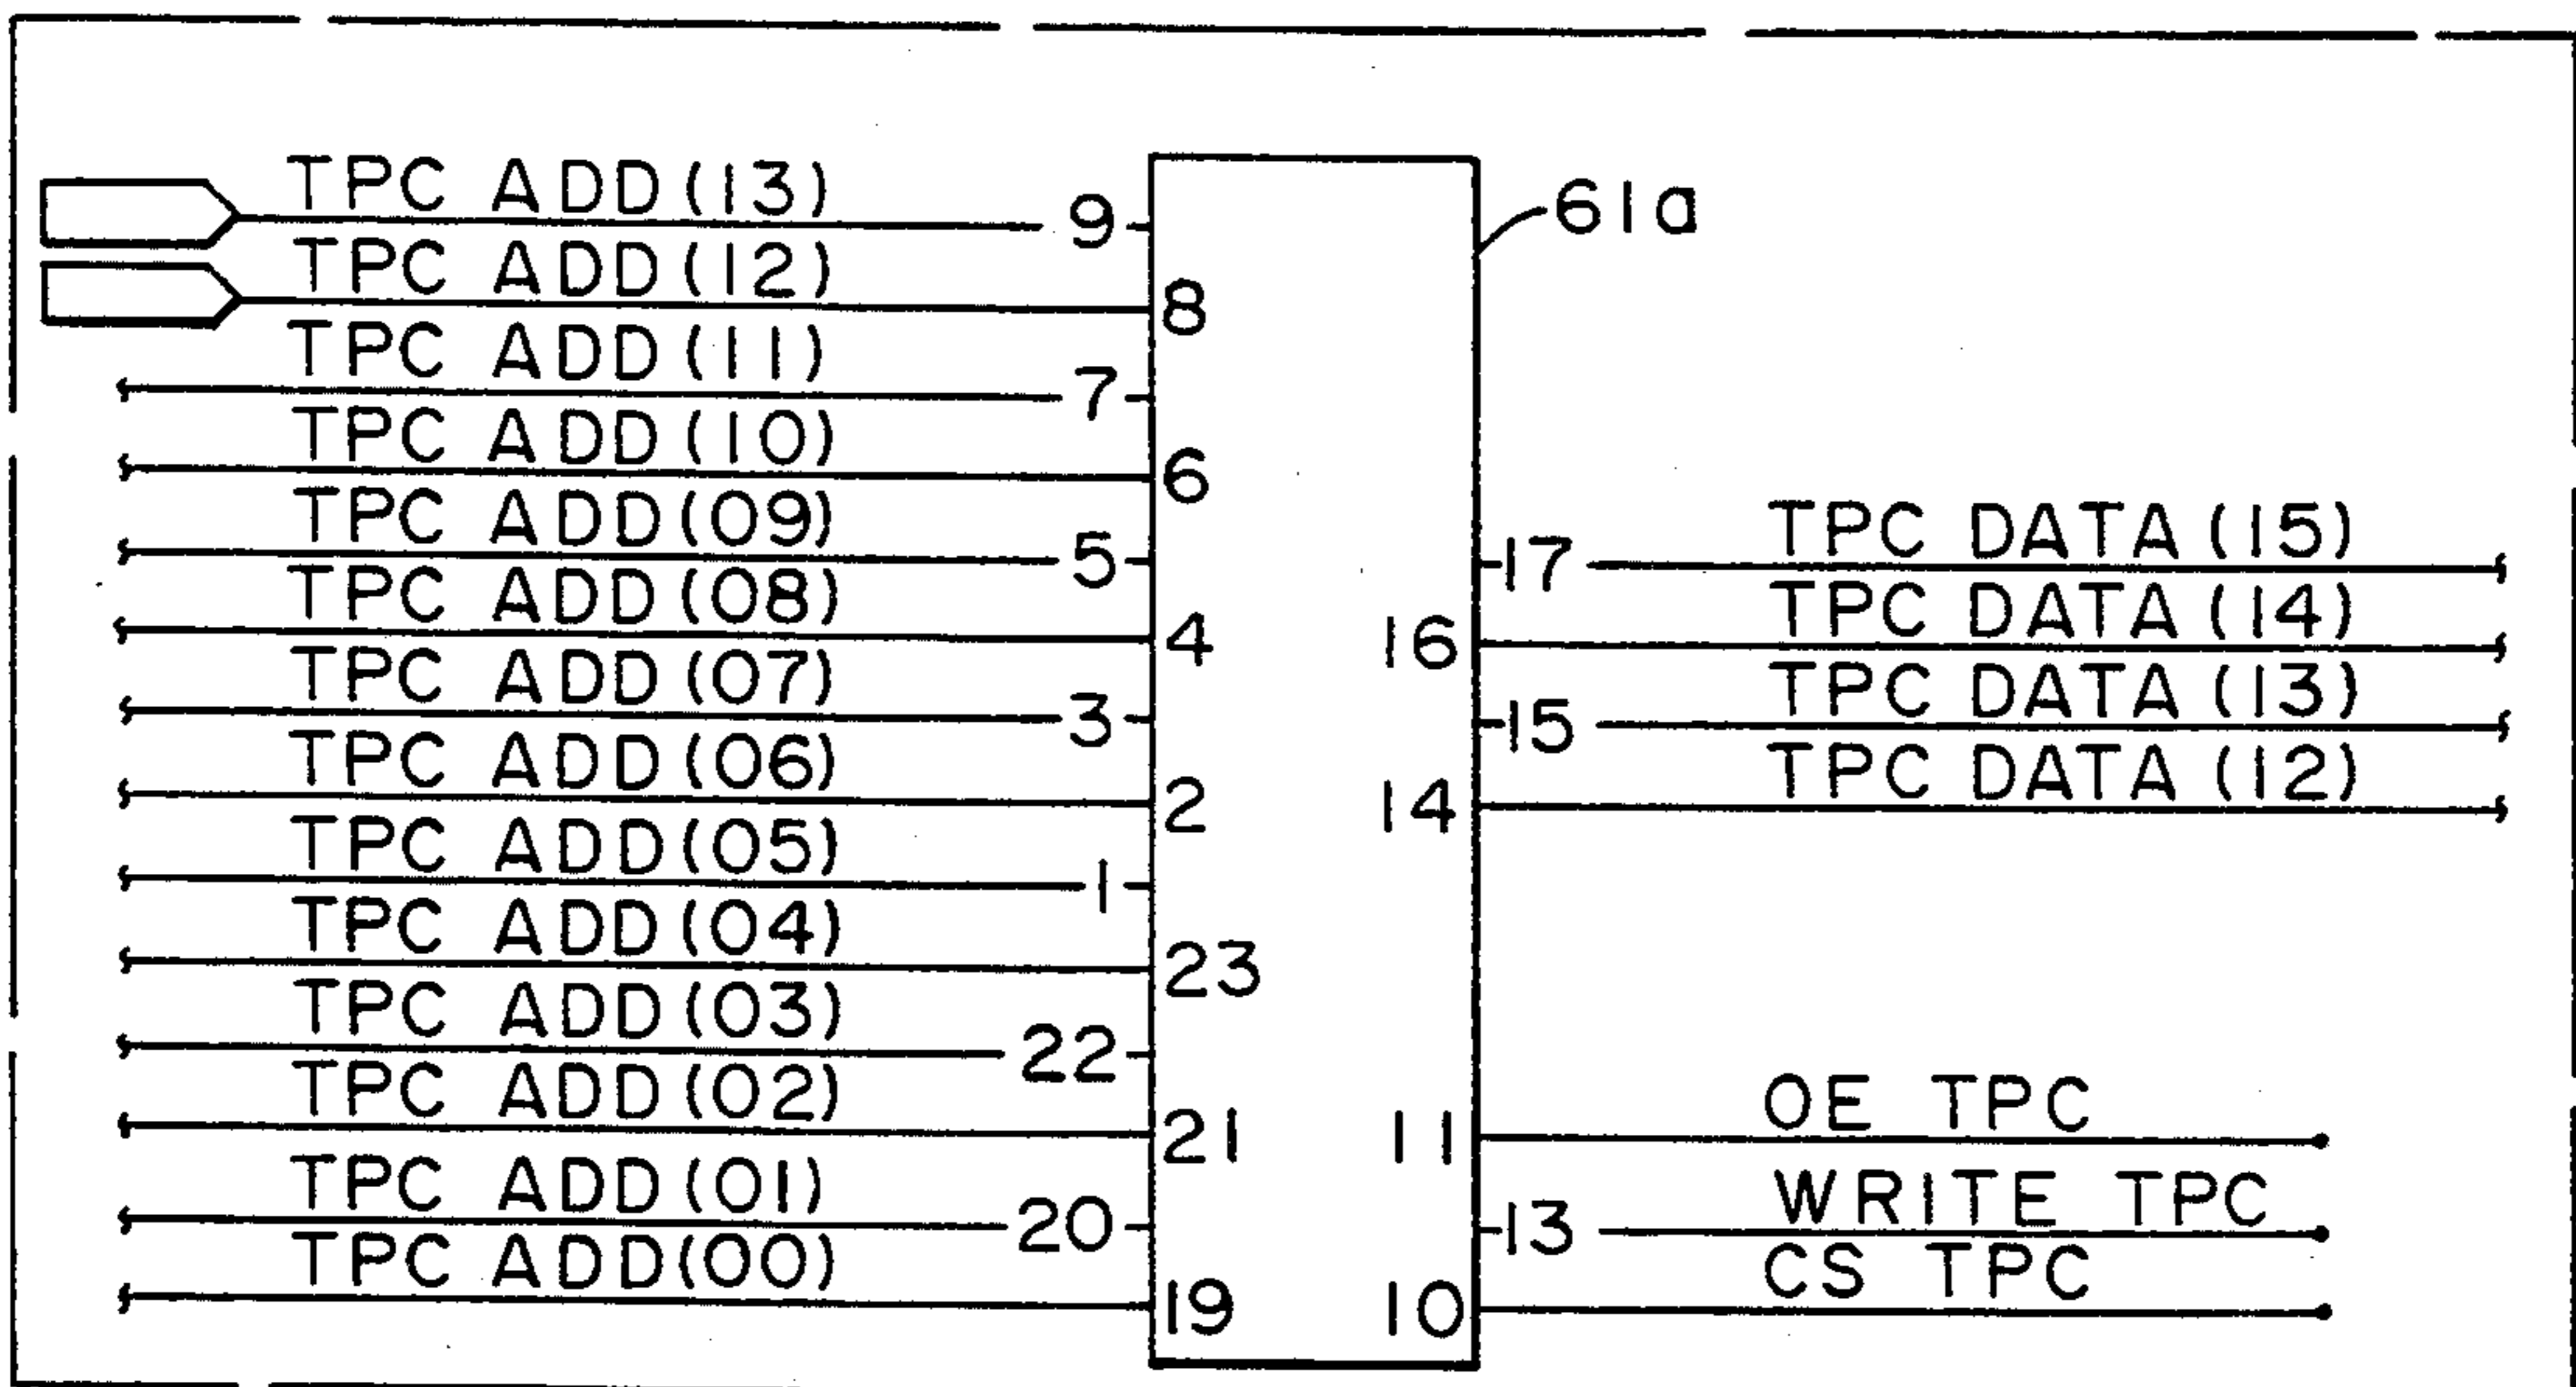 TPC ADD(13) 9 61a
TPC ADD(12) 8
TPC ADD(11) 7
TPC ADD(10) 6
TPC ADD(09) 5 17 TPC DATA(15)
TPC ADD(08) 4 16 TPC DATA(14)
TPC ADD(07) 3 15 TPC DATA(13)
TPC ADD(06) 2 14 TPC DATA(12)
TPC ADD(05) 1
TPC ADD(04) 23
TPC ADD(03) 22
TPC ADD(02) 21 11 OE TPC
TPC ADD(01) 20 13 WRITE TPC
TPC ADD(00) 19 10 CS TPC